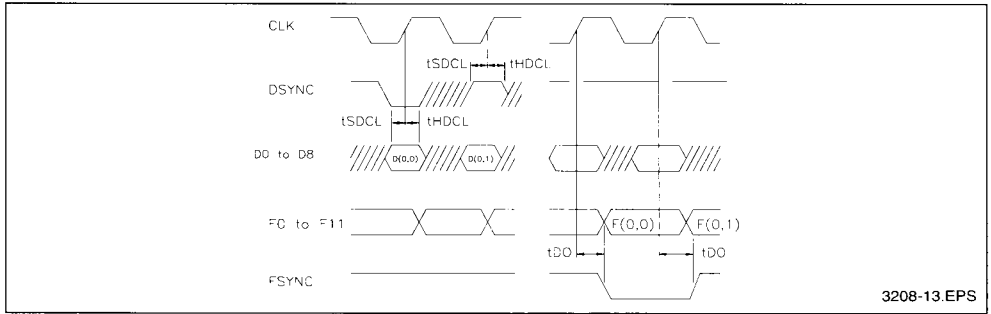 CLK
tSDCL tHDCL
DSYNC
tSDCL tHDCL
D0 to D8
D(0,0) D(0,1)
F0 to F11
F(0,0) F(0,1)
tDO tDO
FSYNC
3208-13.EPS